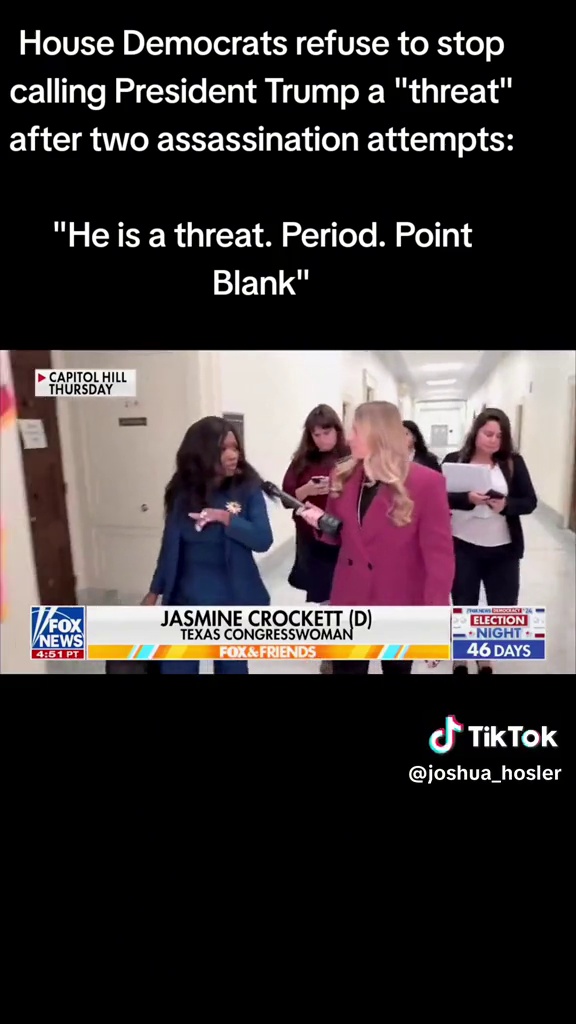 House Democrats refuse to stop
calling President Trump a "threat"
after two assassination attempts:
"He is a threat. Period. Point
Blank"
CAPITOL HILL
THURSDAY
JASMINE CROCKETT (D)
TEXAS CONGRESSWOMAN
FOX&FRIENDS
FOX
NEWS
4:51 PT
ELECTION
NIGHT
46 DAYS
TikTok
@joshua_hosler